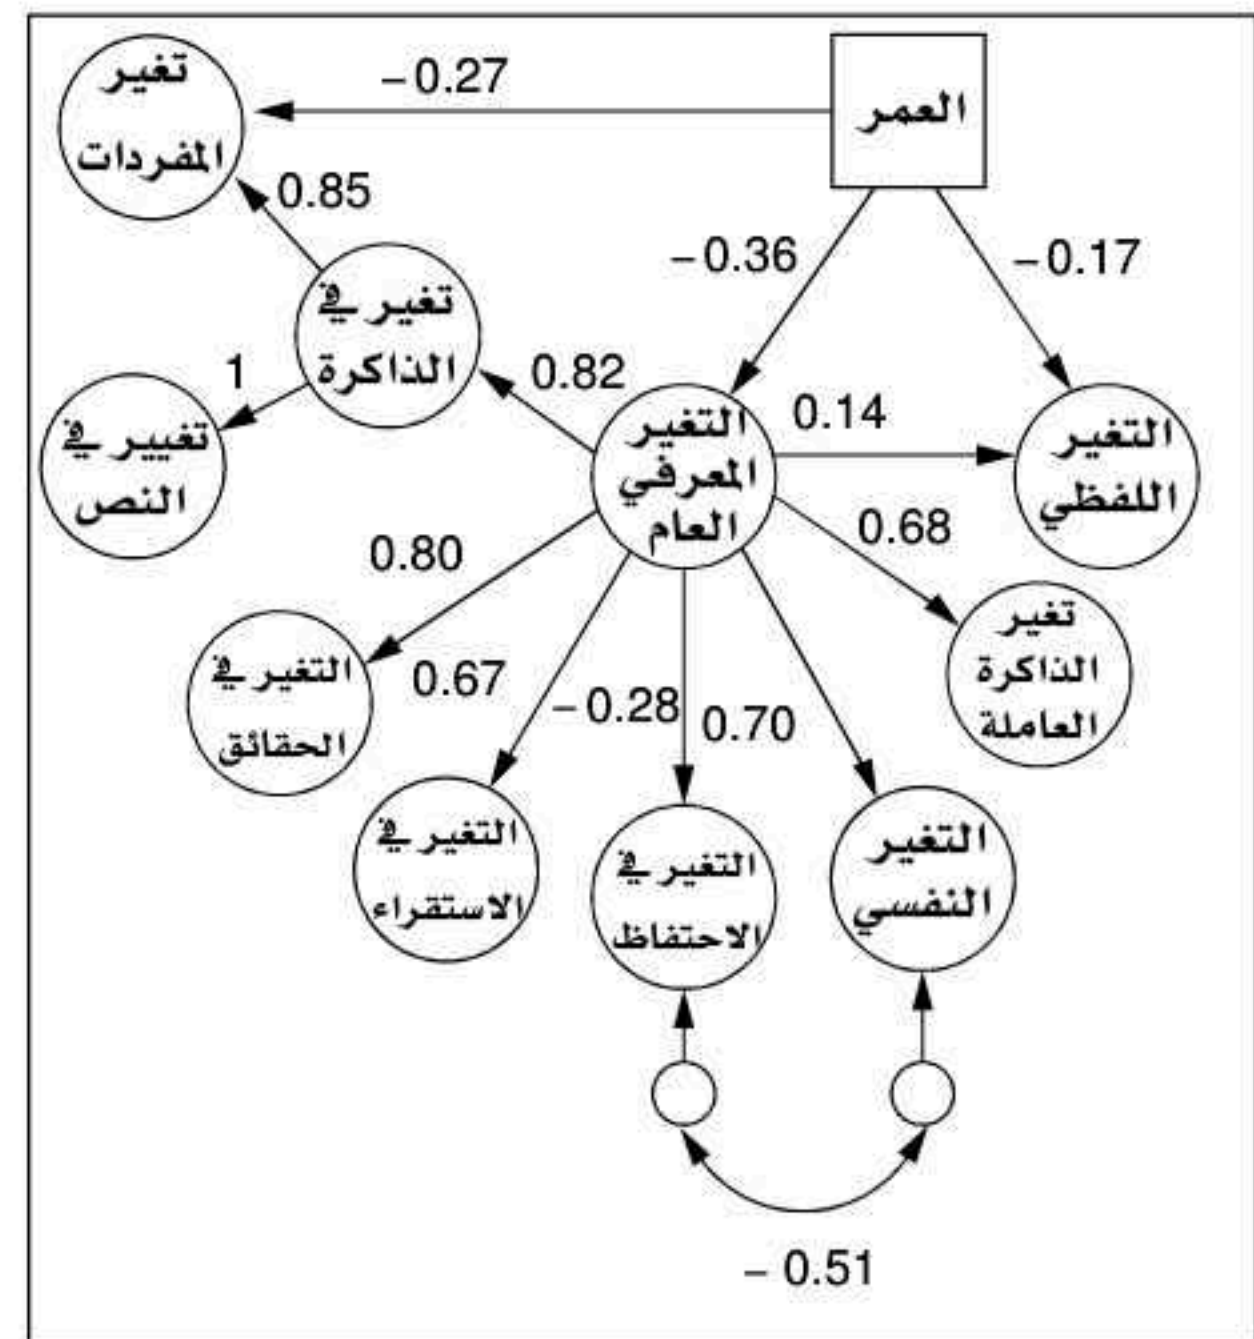 تغير
المفردات
−0.27
العمر
0.85
−0.36
−0.17
تغير في
الذاكرة
1
0.82
تغيير في
النص
التغير
المعرفي
العام
0.14
التغير
اللفظي
0.80
0.68
تغير
الذاكرة
العاملة
التغير في
الحقائق
0.67
−0.28
0.70
التغير في
الاستقراء
التغير في
الاحتفاظ
التغير
النفسي
− 0.51